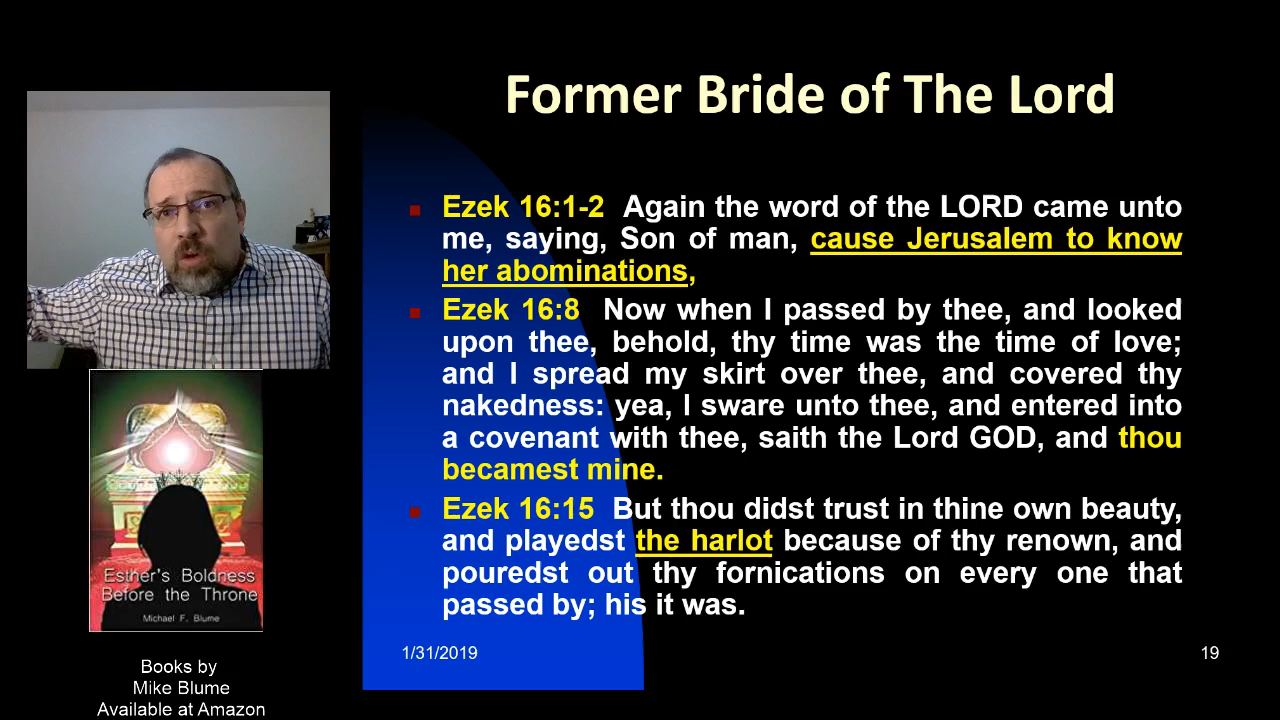 Former Bride of The Lord
Ezek 16:1-2 Again the word of the LORD came unto
me, saying, Son of man, cause Jerusalem to know
her abominations,
Ezek 16:8 Now when I passed by thee, and looked
upon thee, behold, thy time was the time of love;
and I spread my skirt over thee, and covered thy
nakedness: yea, I sware unto thee, and entered into
a covenant with thee, saith the Lord GOD, and thou
becamest mine.
Ezek 16:15 But thou didst trust in thine own beauty,
and playedst the harlot because of thy renown, and
pouredst out thy fornications on every one that
passed by; his it was.
1/31/2019
19
Esther's Boldness
Before the Throne
Michael F. Blume
Books by
Mike Blume
Available at Amazon